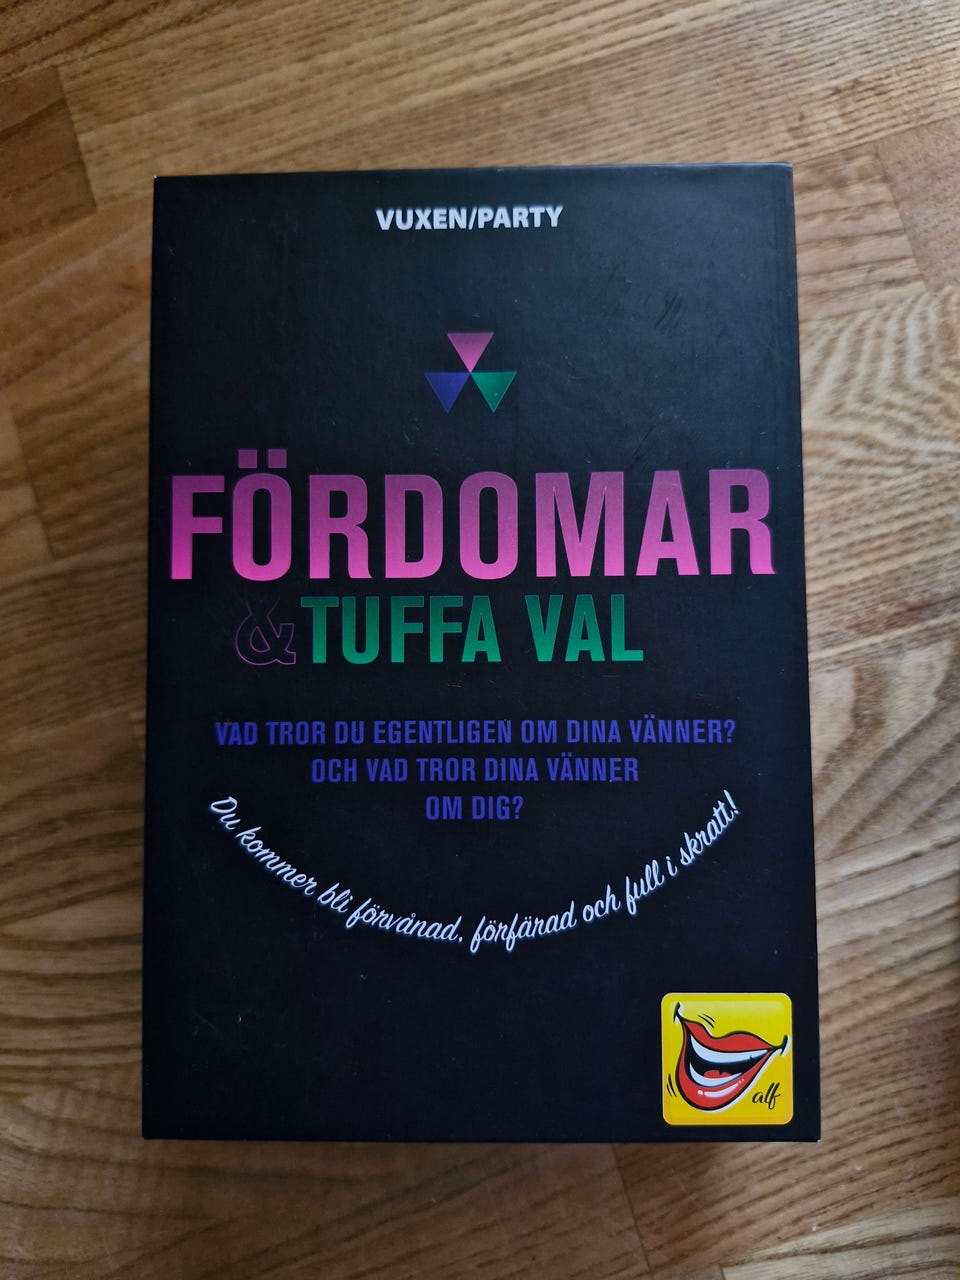 VUXEN/PARTY
FÖRDOMAR
& TUFFA VAL
VAD TROR DU EGENTLIGEN OM DINA VÄNNER?
OCH VAD TROR DINA VÄNNER
OM DIG?
Du kommer bli förvånad, förfärad och full i skratt!
alf